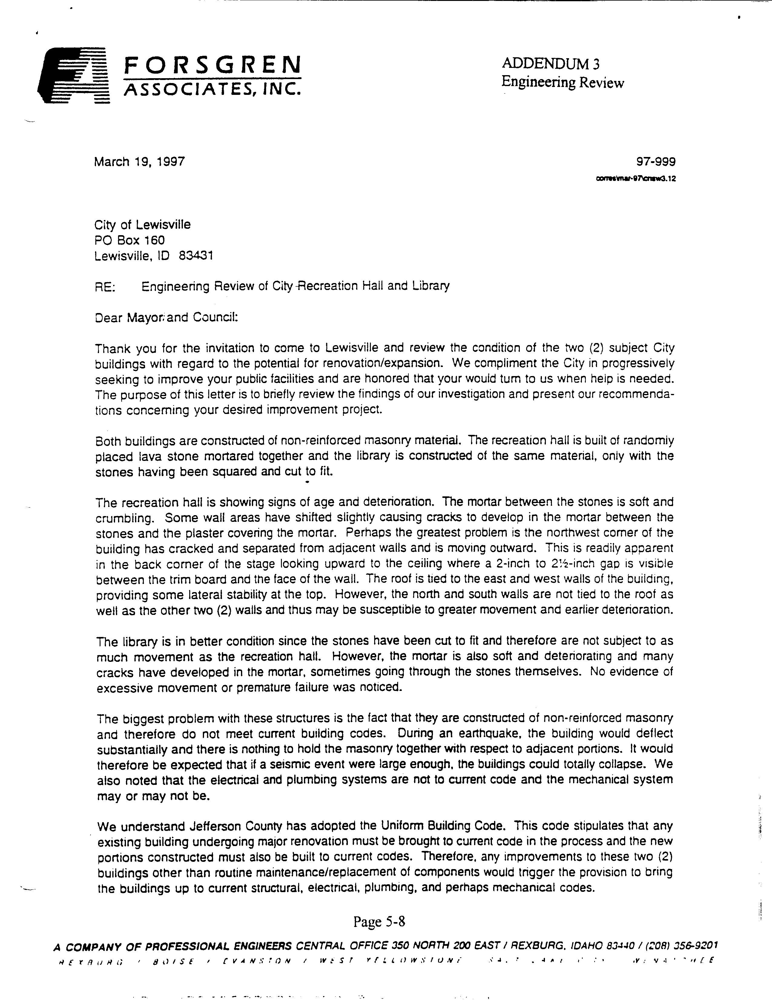 FORSGREN
ASSOCIATES, INC.
ADDENDUM 3
Engineering Review
March 19, 1997
97-999
corres\mar-97\cnsw3.12
City of Lewisville
PO Box 160
Lewisville, ID 83431
RE: Engineering Review of City Recreation Hall and Library
Dear Mayor and Council:
Thank you for the invitation to come to Lewisville and review the condition of the two (2) subject City
buildings with regard to the potential for renovation/expansion. We compliment the City in progressively
seeking to improve your public facilities and are honored that your would turn to us when help is needed.
The purpose of this letter is to briefly review the findings of our investigation and present our recommenda-
tions concerning your desired improvement project.
Both buildings are constructed of non-reinforced masonry material. The recreation hall is built of randomly
placed lava stone mortared together and the library is constructed of the same material, only with the
stones having been squared and cut to fit.
The recreation hall is showing signs of age and deterioration. The mortar between the stones is soft and
crumbling. Some wall areas have shifted slightly causing cracks to develop in the mortar between the
stones and the plaster covering the mortar. Perhaps the greatest problem is the northwest corner of the
building has cracked and separated from adjacent walls and is moving outward. This is readily apparent
in the back corner of the stage looking upward to the ceiling where a 2-inch to 2½-inch gap is visible
between the trim board and the face of the wall. The roof is tied to the east and west walls of the building,
providing some lateral stability at the top. However, the north and south walls are not tied to the roof as
well as the other two (2) walls and thus may be susceptible to greater movement and earlier deterioration.
The library is in better condition since the stones have been cut to fit and therefore are not subject to as
much movement as the recreation hall. However, the mortar is also soft and deteriorating and many
cracks have developed in the mortar, sometimes going through the stones themselves. No evidence of
excessive movement or premature failure was noticed.
The biggest problem with these structures is the fact that they are constructed of non-reinforced masonry
and therefore do not meet current building codes. During an earthquake, the building would deflect
substantially and there is nothing to hold the masonry together with respect to adjacent portions. It would
therefore be expected that if a seismic event were large enough, the buildings could totally collapse. We
also noted that the electrical and plumbing systems are not to current code and the mechanical system
may or may not be.
We understand Jefferson County has adopted the Uniform Building Code. This code stipulates that any
existing building undergoing major renovation must be brought to current code in the process and the new
portions constructed must also be built to current codes. Therefore, any improvements to these two (2)
buildings other than routine maintenance/replacement of components would trigger the provision to bring
the buildings up to current structural, electrical, plumbing, and perhaps mechanical codes.
Page 5-8
A COMPANY OF PROFESSIONAL ENGINEERS CENTRAL OFFICE 350 NORTH 200 EAST / REXBURG, IDAHO 83440 / (208) 356-9201
REXBURG / BOISE / EVANSTON / WEST YELLOWSTONE